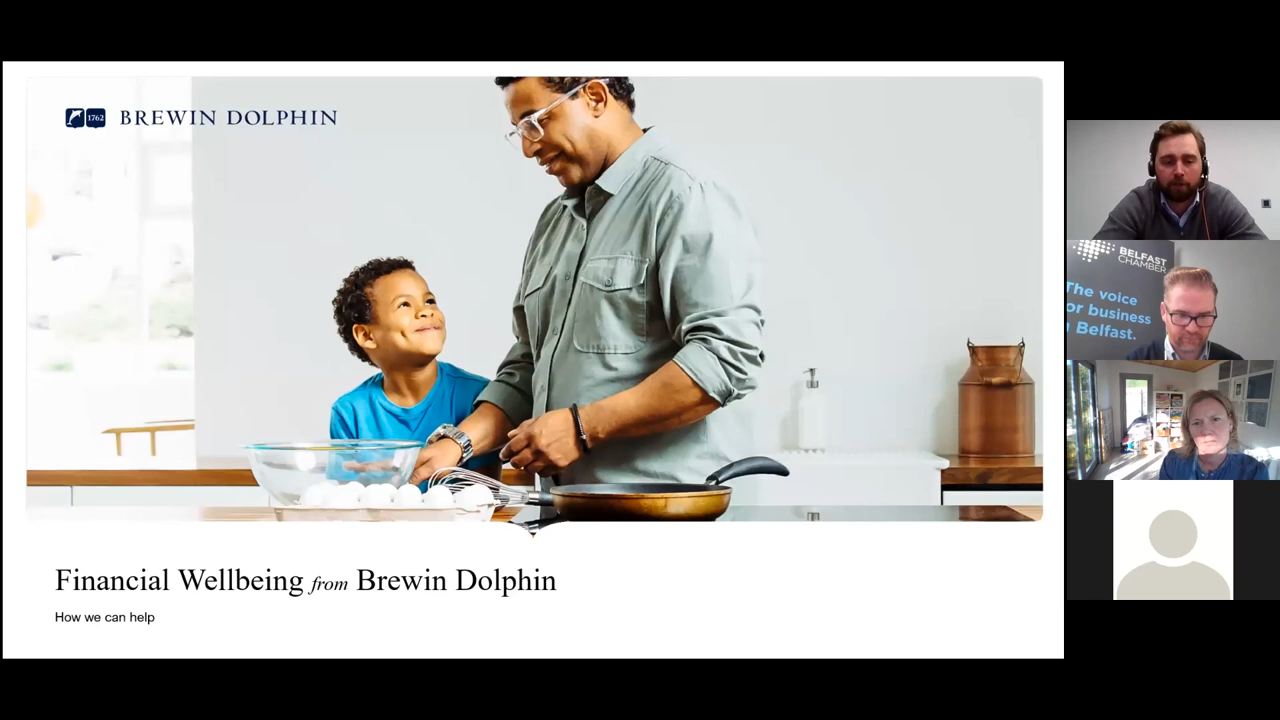 1762 BREWIN DOLPHIN
Financial Wellbeing from Brewin Dolphin
How we can help
BELFAST
CHAMBER
The voice
or business
Belfast.